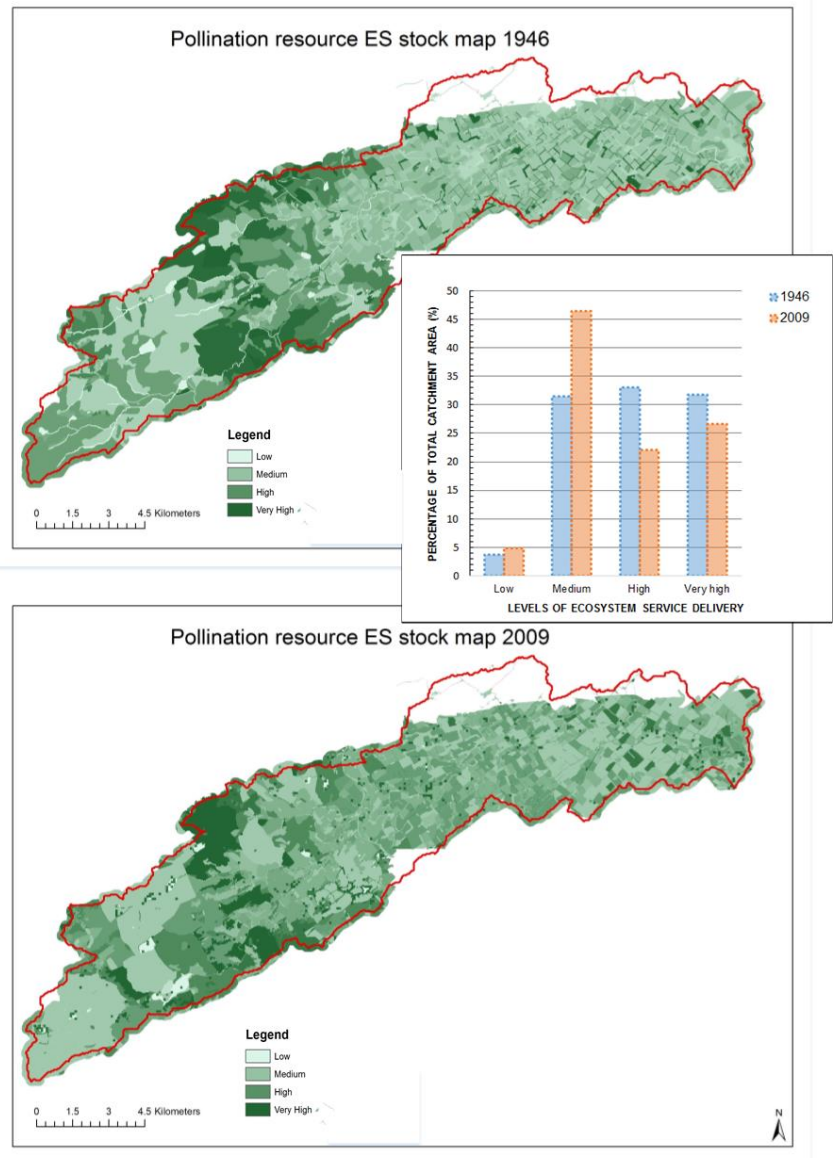 Pollination resource ES stock map 1946
Legend
Low
Medium
High
Very High
0 1.5 3 4.5 Kilometers
PERCENTAGE OF TOTAL CATCHMENT AREA (%)
50
45
40
35
30
25
20
15
10
5
0
1946
2009
Low Medium High Very high
LEVELS OF ECOSYSTEM SERVICE DELIVERY
Pollination resource ES stock map 2009
Legend
Low
Medium
High
Very High
0 1.5 3 4.5 Kilometers
N